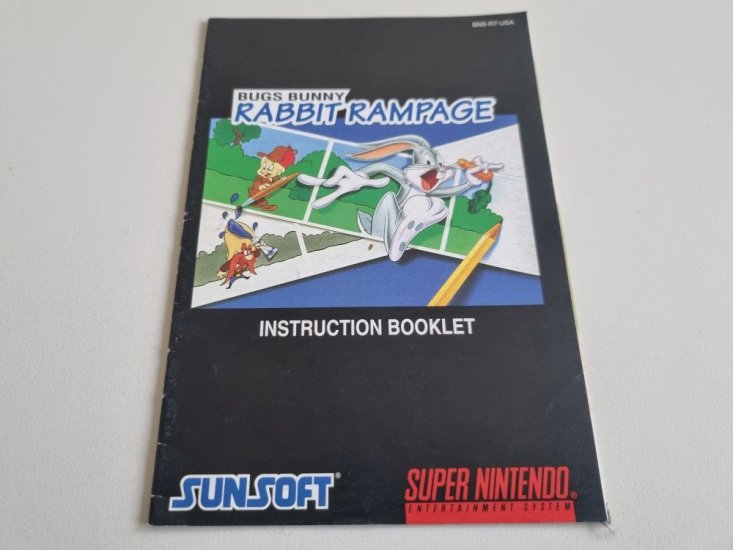 SNS-R7-USA
BUGS BUNNY
RABBIT RAMPAGE
INSTRUCTION BOOKLET
SUNSOFT®
SUPER NINTENDO®
ENTERTAINMENT SYSTEM